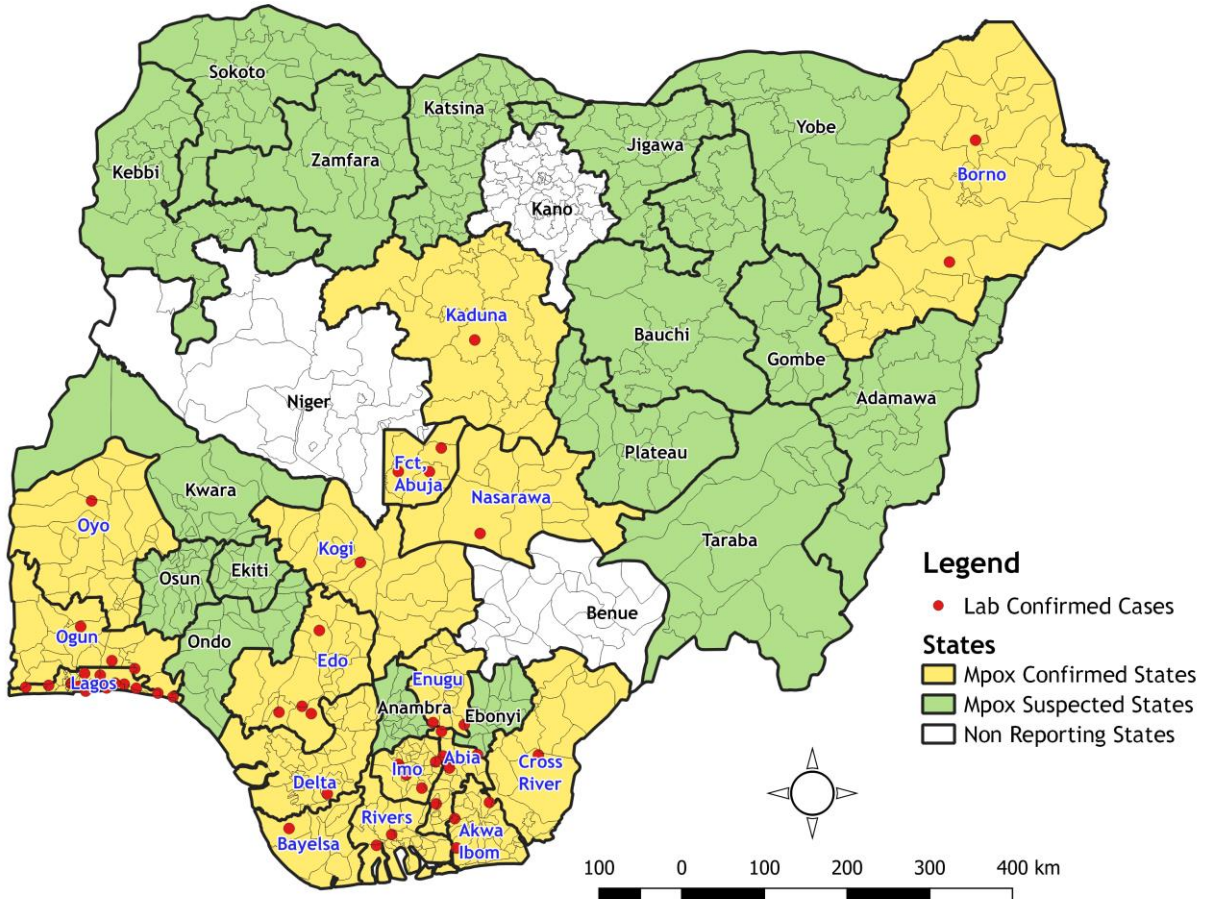 Sokoto
Katsina
Yobe
Jigawa
Kebbi
Zamfara
Borno
Kano
Kaduna
Bauchi
Gombe
Niger
Adamawa
Plateau
Fct,
Abuja
Kwara
Nasarawa
Oyo
Taraba
Kogi
Osun
Ekiti
Benue
Ogun
Ondo
Edo
Enugu
Lagos
Anambra
Ebonyi
Delta
Imo
Abia
Cross
River
Rivers
Bayelsa
Akwa
Ibom
Legend
Lab Confirmed Cases
States
Mpox Confirmed States
Mpox Suspected States
Non Reporting States
100 0 100 200 300 400 km